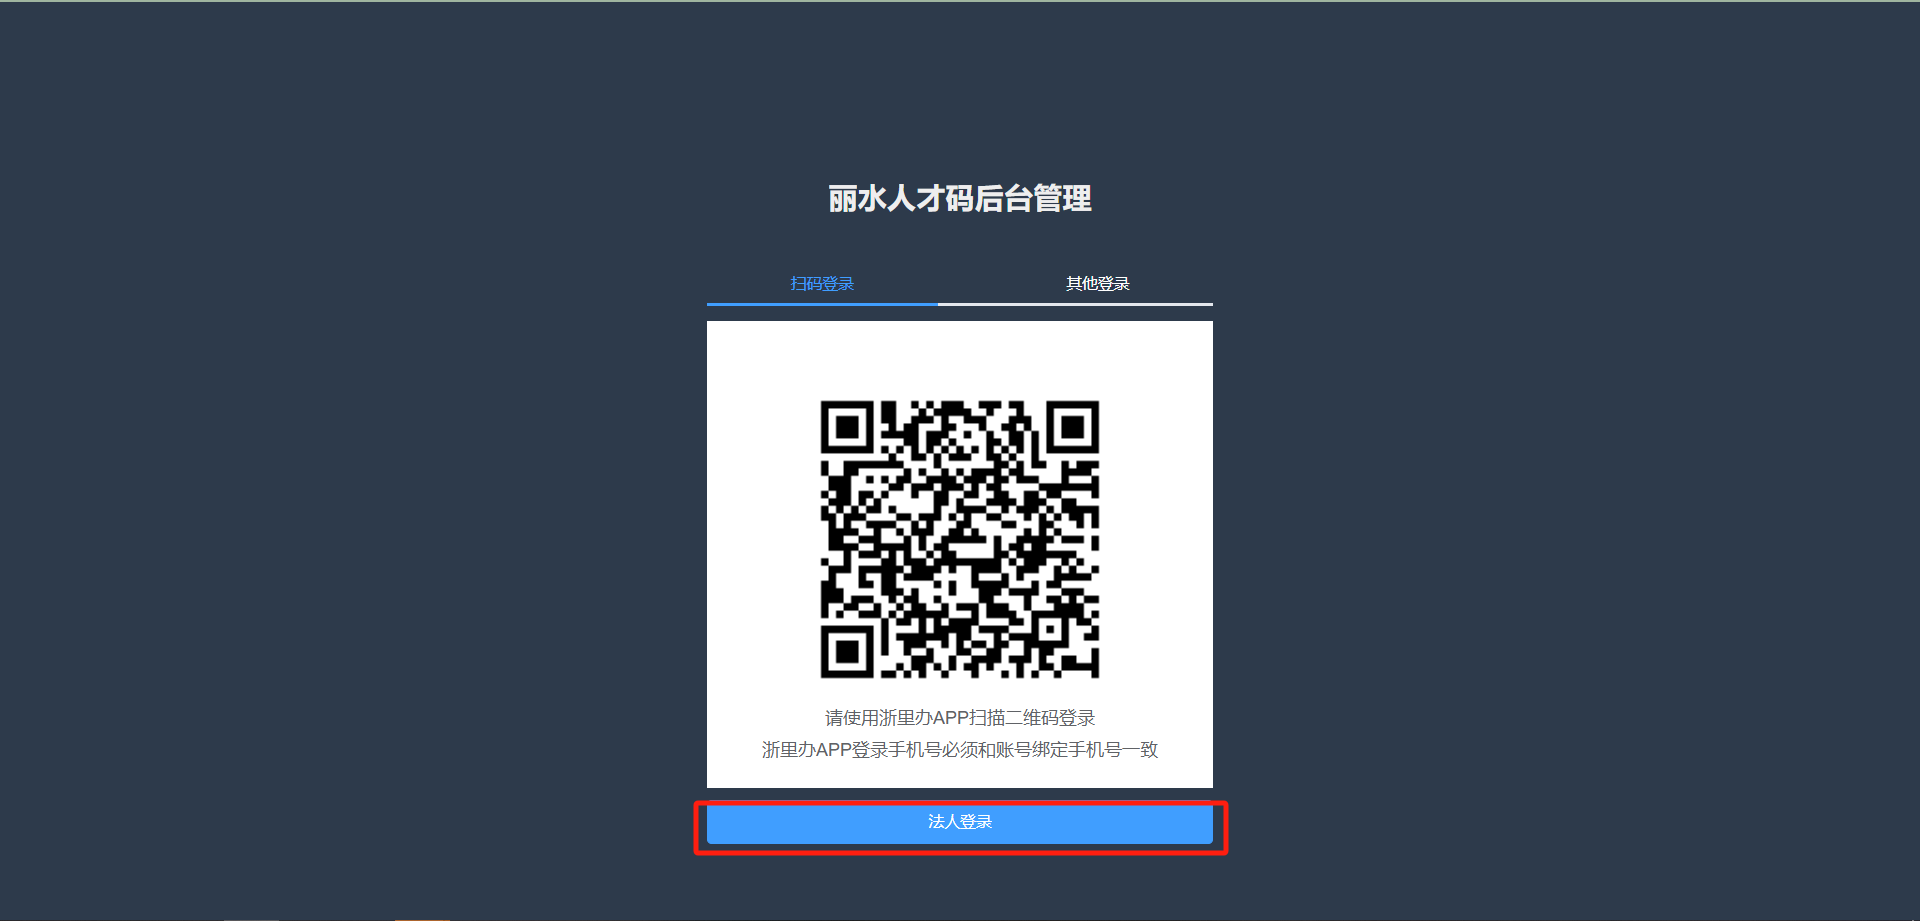 丽水人才码后台管理
扫码登录
其他登录
请使用浙里办APP扫描二维码登录
浙里办APP登录手机号必须和账号绑定手机号一致
法人登录